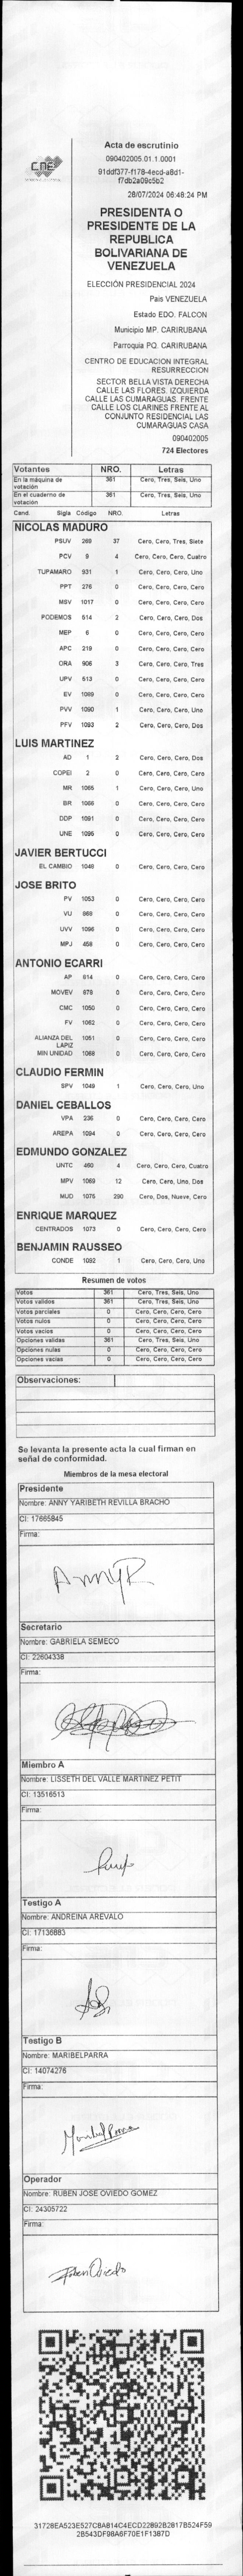 CNE
Acta de escrutinio
090402005.01.1.0001
91ddf377-f178-4ecd-a8d1-
f7db2a09c5b2
28/07/2024 06:48:24 PM
PRESIDENTA O
PRESIDENTE DE LA
REPUBLICA
BOLIVARIANA DE
VENEZUELA
ELECCIÓN PRESIDENCIAL 2024
Pais VENEZUELA
Estado EDO. FALCON
Municipio MP. CARIRUBANA
Parroquia PQ. CARIRUBANA
CENTRO DE EDUCACION INTEGRAL
RESURRECCION
SECTOR BELLA VISTA DERECHA
CALLE LAS FLORES. IZQUIERDA
CALLE LAS CUMARAGUAS. FRENTE
CALLE LOS CLARINES FRENTE AL
CONJUNTO RESIDENCIAL LAS
CUMARAGUAS CASA
090402005
724 Electores
Votantes NRO. Letras
En la máquina de votación 361 Cero, Tres, Seis, Uno
En el cuaderno de votación 361 Cero, Tres, Seis, Uno
Cand. Sigla Código NRO. Letras
NICOLAS MADURO
PSUV 269 37 Cero, Cero, Tres, Siete
PCV 9 4 Cero, Cero, Cero, Cuatro
TUPAMARO 931 1 Cero, Cero, Cero, Uno
PPT 276 0 Cero, Cero, Cero, Cero
MSV 1017 0 Cero, Cero, Cero, Cero
PODEMOS 514 2 Cero, Cero, Cero, Dos
MEP 6 0 Cero, Cero, Cero, Cero
APC 219 0 Cero, Cero, Cero, Cero
ORA 906 3 Cero, Cero, Cero, Tres
UPV 513 0 Cero, Cero, Cero, Cero
EV 1089 0 Cero, Cero, Cero, Cero
PVV 1090 1 Cero, Cero, Cero, Uno
PFV 1093 2 Cero, Cero, Cero, Dos
LUIS MARTINEZ
AD 1 2 Cero, Cero, Cero, Dos
COPEI 2 0 Cero, Cero, Cero, Cero
MR 1065 1 Cero, Cero, Cero, Uno
BR 1066 0 Cero, Cero, Cero, Cero
DDP 1091 0 Cero, Cero, Cero, Cero
UNE 1095 0 Cero, Cero, Cero, Cero
JAVIER BERTUCCI
EL CAMBIO 1048 0 Cero, Cero, Cero, Cero
JOSE BRITO
PV 1053 0 Cero, Cero, Cero, Cero
VU 869 0 Cero, Cero, Cero, Cero
UVV 1096 0 Cero, Cero, Cero, Cero
MPJ 458 0 Cero, Cero, Cero, Cero
ANTONIO ECARRI
AP 614 0 Cero, Cero, Cero, Cero
MOVEV 879 0 Cero, Cero, Cero, Cero
CMC 1050 0 Cero, Cero, Cero, Cero
FV 1062 0 Cero, Cero, Cero, Cero
ALIANZA DEL LAPIZ 1051 0 Cero, Cero, Cero, Cero
MIN UNIDAD 1088 0 Cero, Cero, Cero, Cero
CLAUDIO FERMIN
SPV 1049 1 Cero, Cero, Cero, Uno
DANIEL CEBALLOS
VPA 236 0 Cero, Cero, Cero, Cero
AREPA 1094 0 Cero, Cero, Cero, Cero
EDMUNDO GONZALEZ
UNTC 460 4 Cero, Cero, Cero, Cuatro
MPV 1069 12 Cero, Cero, Uno, Dos
MUD 1075 290 Cero, Dos, Nueve, Cero
ENRIQUE MARQUEZ
CENTRADOS 1073 0 Cero, Cero, Cero, Cero
BENJAMIN RAUSSEO
CONDE 1082 1 Cero, Cero, Cero, Uno
Resumen de votos
Votos 361 Cero, Tres, Seis, Uno
Votos validos 361 Cero, Tres, Seis, Uno
Votos parciales 0 Cero, Cero, Cero, Cero
Votos nulos 0 Cero, Cero, Cero, Cero
Votos vacios 0 Cero, Cero, Cero, Cero
Opciones validas 361 Cero, Tres, Seis, Uno
Opciones nulas 0 Cero, Cero, Cero, Cero
Opciones vacias 0 Cero, Cero, Cero, Cero
Observaciones:
Se levanta la presente acta la cual firman en
señal de conformidad.
Miembros de la mesa electoral
Presidente
Nombre: ANNY YARIBETH REVILLA BRACHO
CI: 17665845
Firma:
AnnyR
Secretario
Nombre: GABRIELA SEMECO
CI: 22604338
Firma:
Miembro A
Nombre: LISSETH DEL VALLE MARTINEZ PETIT
CI: 13516513
Firma:
Testigo A
Nombre: ANDREINA AREVALO
CI: 17136883
Firma:
Testigo B
Nombre: MARIBELPARRA
CI: 14074276
Firma:
Maribel Parra
Operador
Nombre: RUBEN JOSE OVIEDO GOMEZ
CI: 24305722
Firma:
Ruben Oviedo
31728EA523E527CBA814C4ECD22892B2817B524F59
2B543DF98A6F70E1F1387D